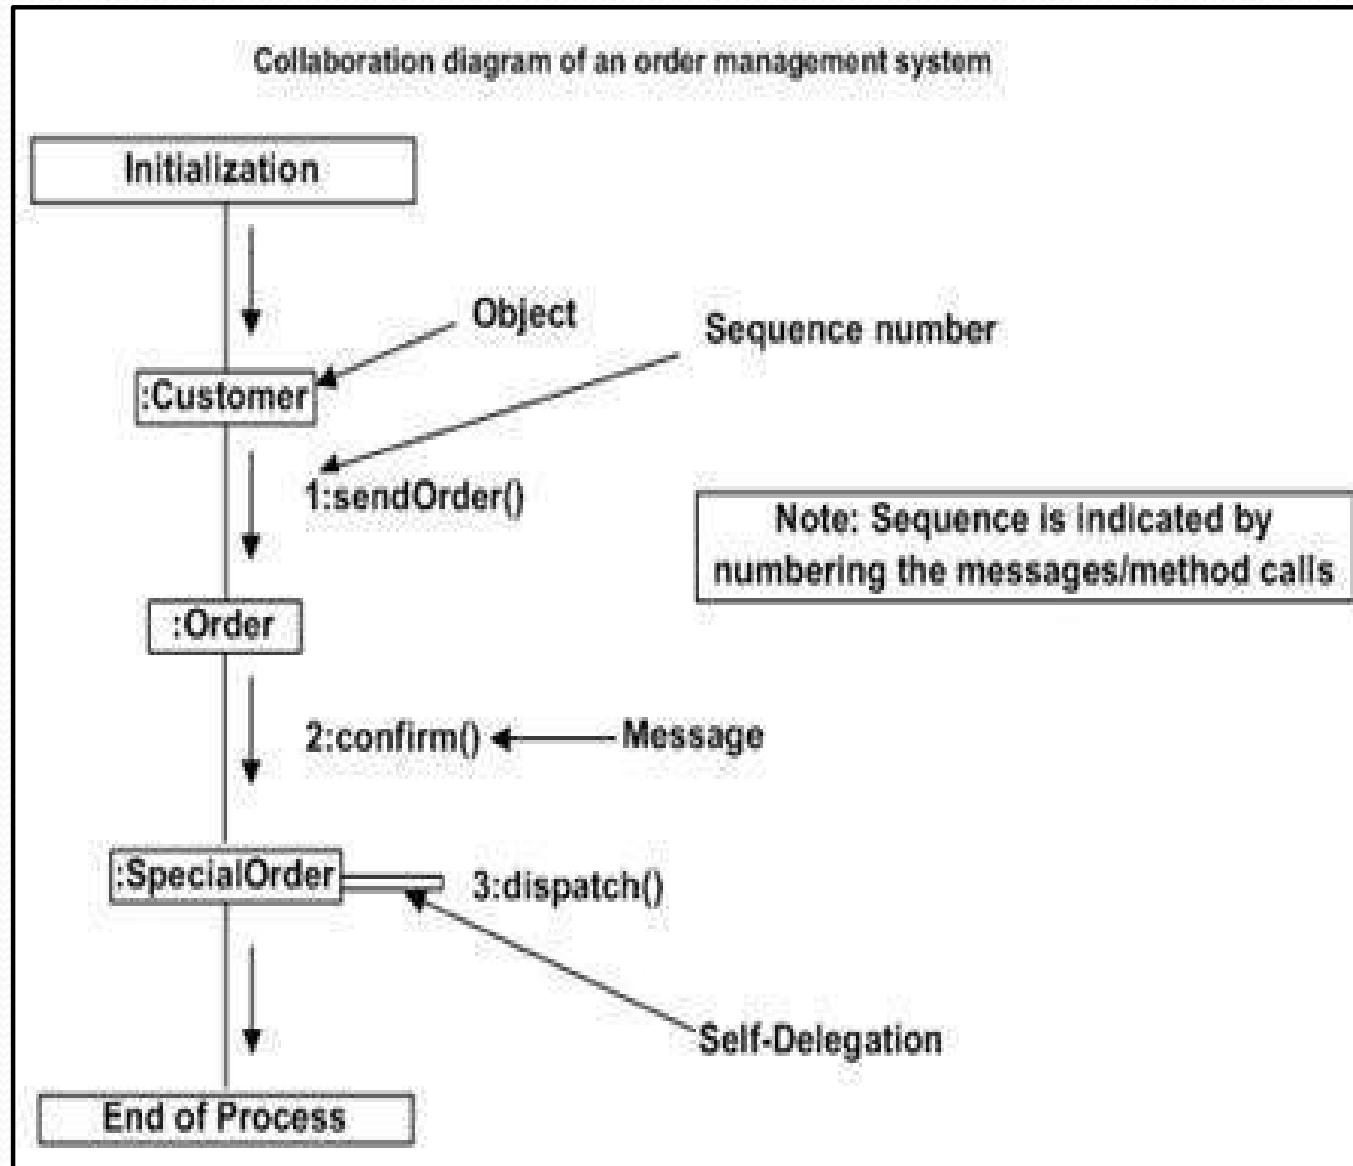 Collaboration diagram of an order management system
Initialization
Object
Sequence number
:Customer
1:sendOrder()
Note: Sequence is indicated by
numbering the messages/method calls
:Order
2:confirm()
Message
:SpecialOrder
3:dispatch()
Self-Delegation
End of Process